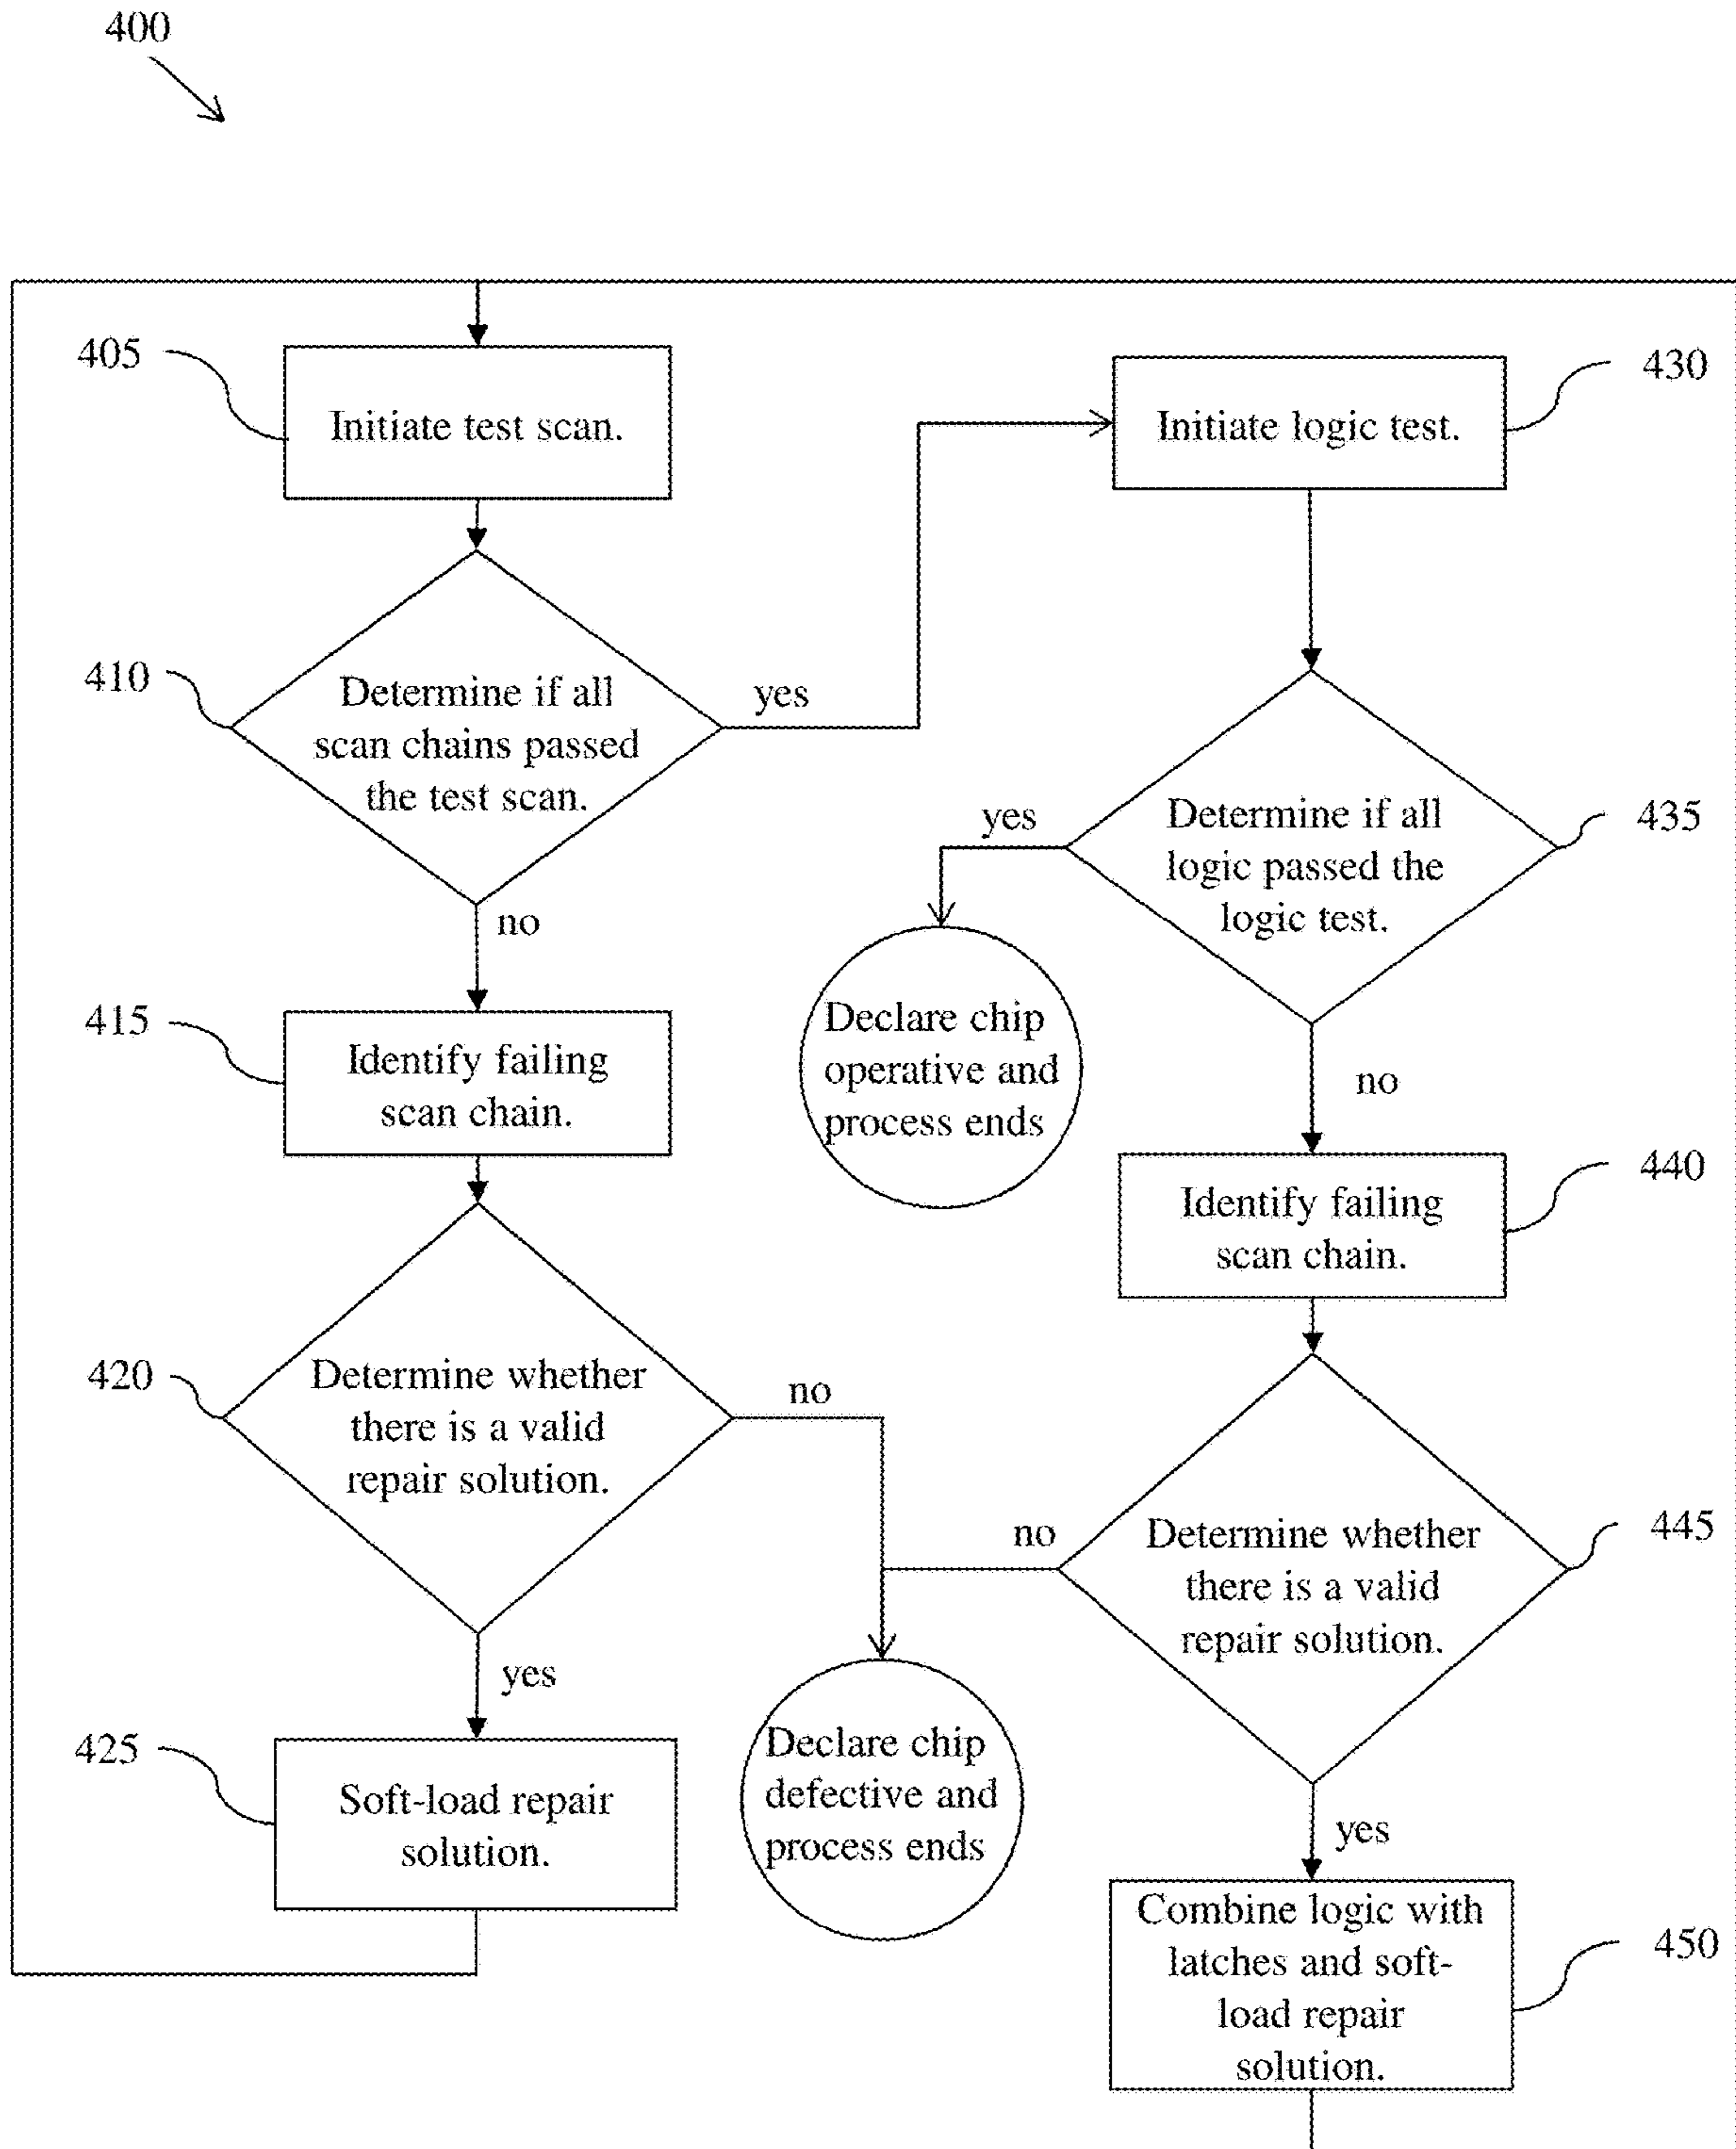 400
405
Initiate test scan.
430
Initiate logic test.
410
Determine if all
scan chains passed
the test scan.
yes
no
435
Determine if all
logic passed the
logic test.
yes
no
Declare chip
operative and
process ends
415
Identify failing
scan chain.
440
Identify failing
scan chain.
420
Determine whether
there is a valid
repair solution.
no
yes
445
Determine whether
there is a valid
repair solution.
no
yes
425
Soft-load repair
solution.
Declare chip
defective and
process ends
450
Combine logic with
latches and soft-
load repair
solution.